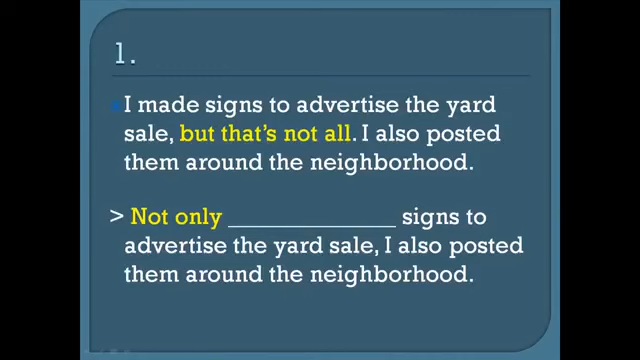 1.
I made signs to advertise the yard
sale, but that's not all. I also posted
them around the neighborhood.
> Not only ______________ signs to
advertise the yard sale, I also posted
them around the neighborhood.